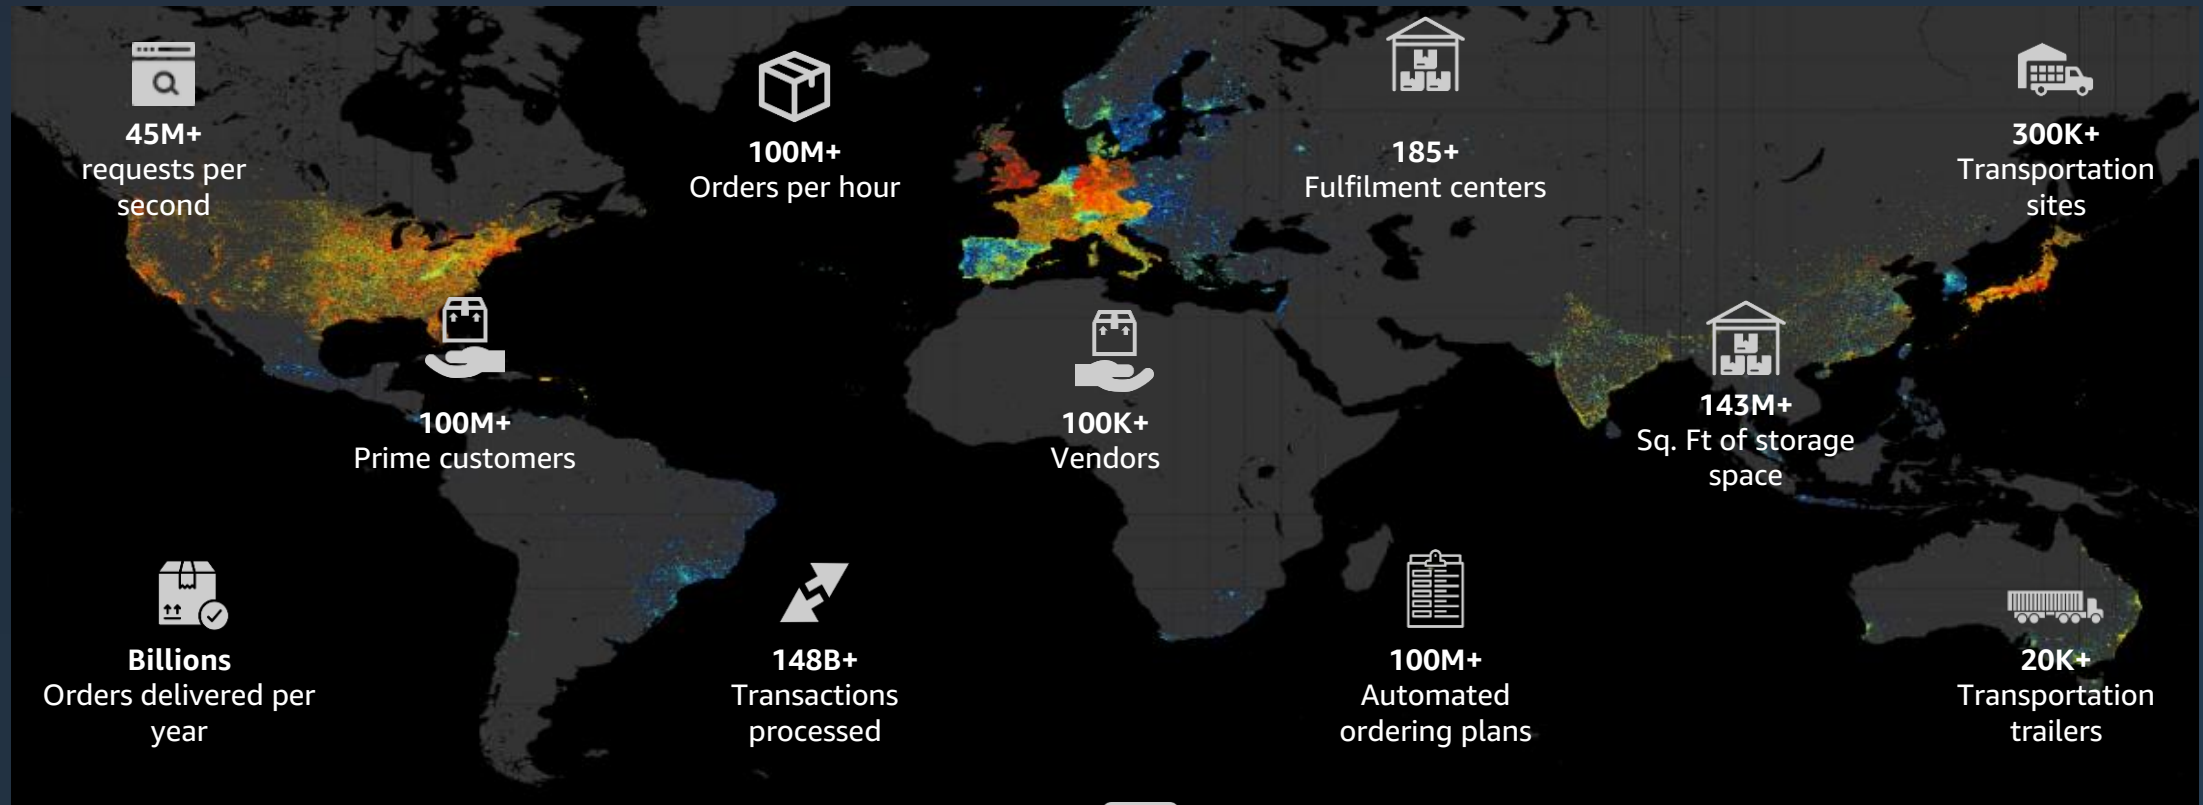 45M+
requests per
second
100M+
Orders per hour
185+
Fulfilment centers
300K+
Transportation
sites
100M+
Prime customers
100K+
Vendors
143M+
Sq. Ft of storage
space
Billions
Orders delivered per
year
148B+
Transactions
processed
100M+
Automated
ordering plans
20K+
Transportation
trailers